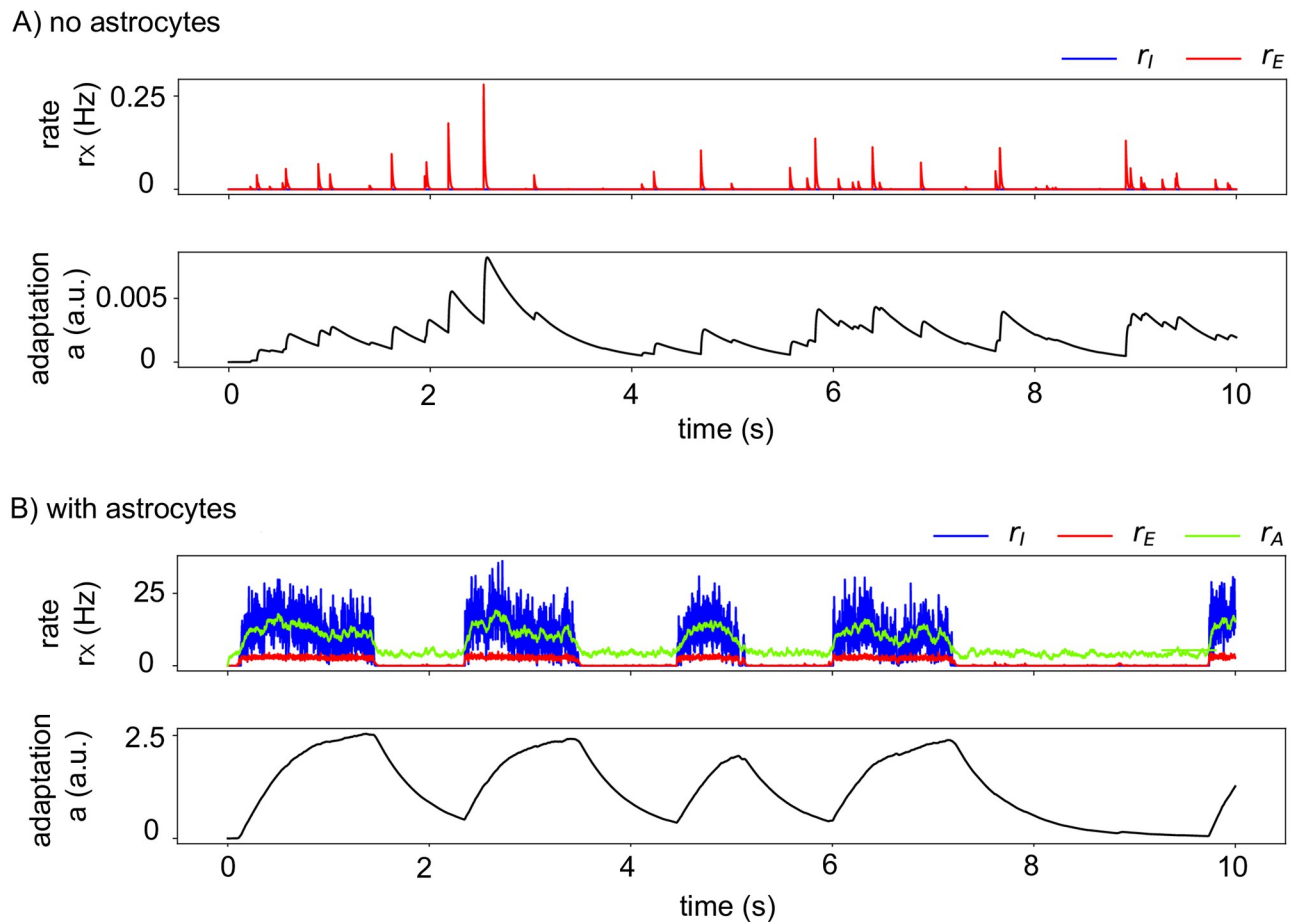 A) no astrocytes
r_I r_E
rate
rx (Hz)
0.25
0
adaptation
a (a.u.)
0.005
0
0 2 4 6 8 10
time (s)
B) with astrocytes
r_I r_E r_A
rate
rx (Hz)
25
0
adaptation
a (a.u.)
2.5
0
0 2 4 6 8 10
time (s)